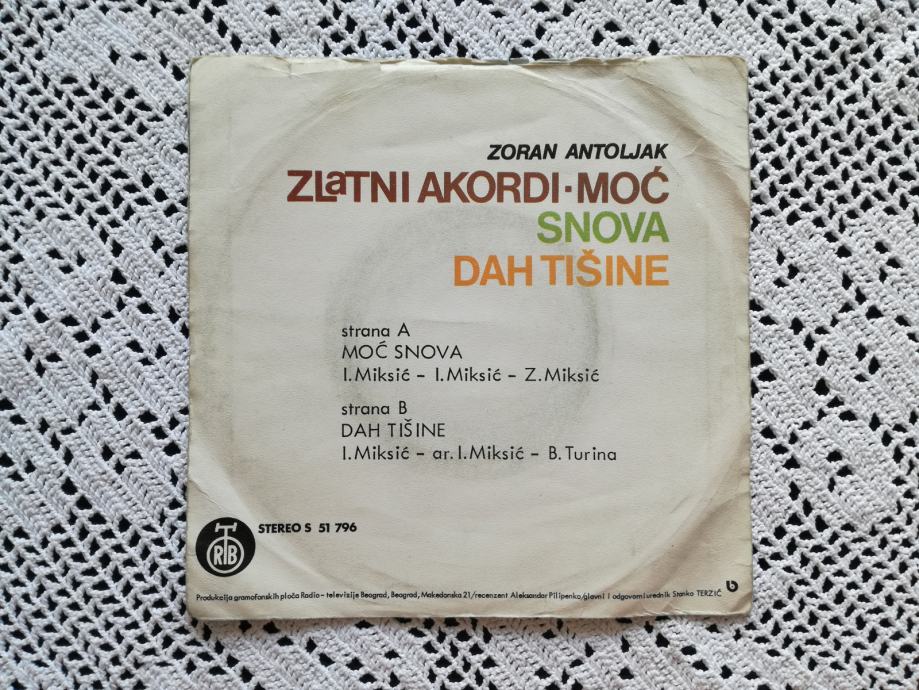 ZORAN ANTOLJAK
ZLaTNI AKORDI·MOĆ
SNOVA
DAH TIŠINE
strana A
MOĆ SNOVA
I. Miksić – I. Miksić – Z. Miksić
strana B
DAH TIŠINE
I. Miksić – ar. I. Miksić – B. Turina
RTB
STEREO S 51 796
Produkcija gramofonskih ploča Radio – televizije Beograd, Beograd, Makedonska 21/recenzent Aleksandar Pilipenko/glavni i odgovorni urednik Stanko TERZIĆ
b